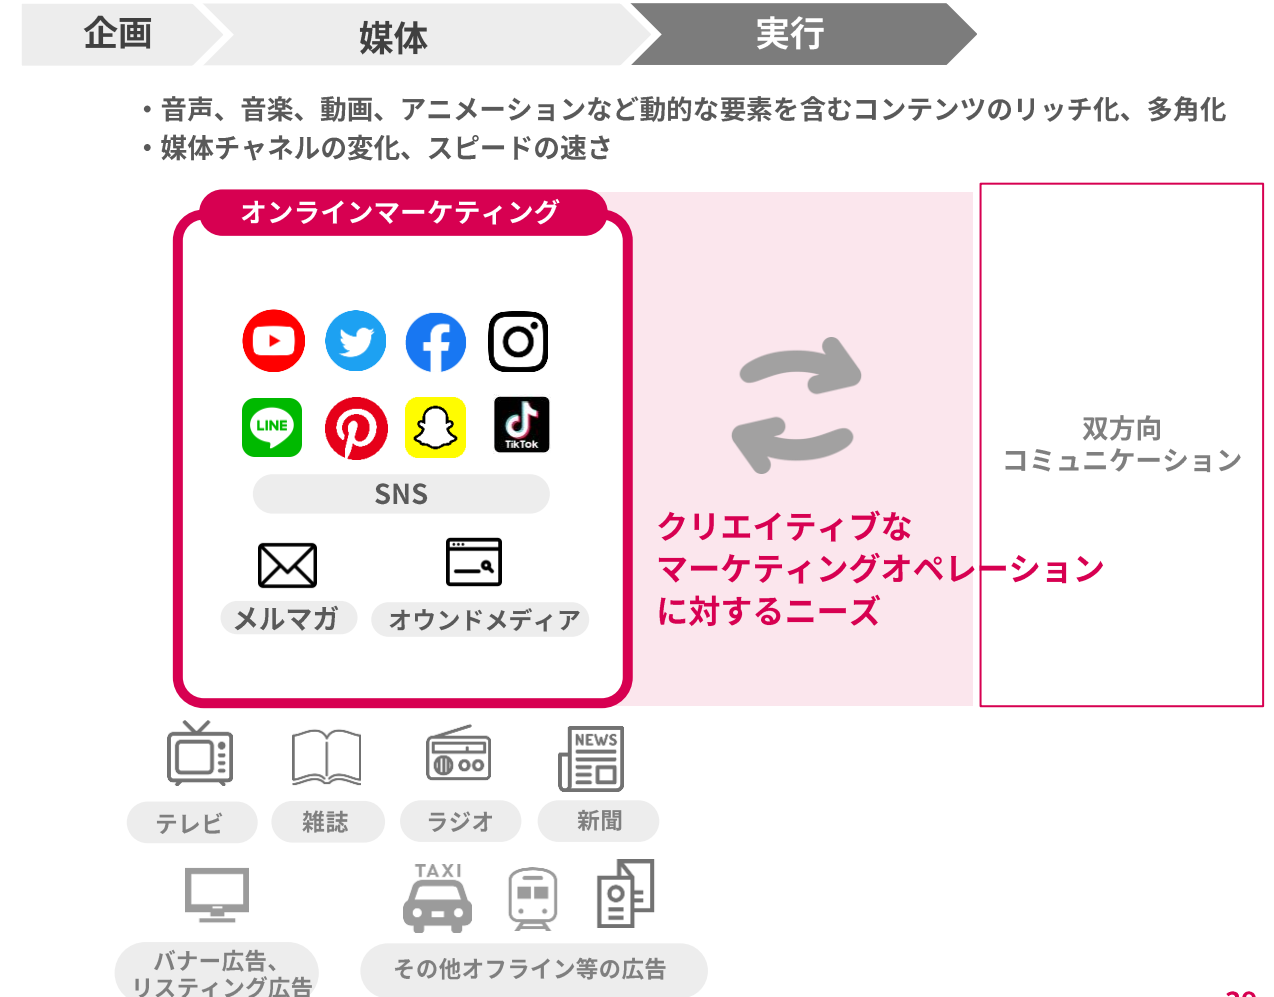 企画
媒体
実行
・音声、音楽、動画、アニメーションなど動的な要素を含むコンテンツのリッチ化、多角化
・媒体チャネルの変化、スピードの速さ
オンラインマーケティング
LINE
TikTok
SNS
メルマガ
オウンドメディア
クリエイティブな
マーケティングオペレーション
に対するニーズ
双方向
コミュニケーション
NEWS
テレビ
雑誌
ラジオ
新聞
TAXI
バナー広告、
リスティング広告
その他オフライン等の広告